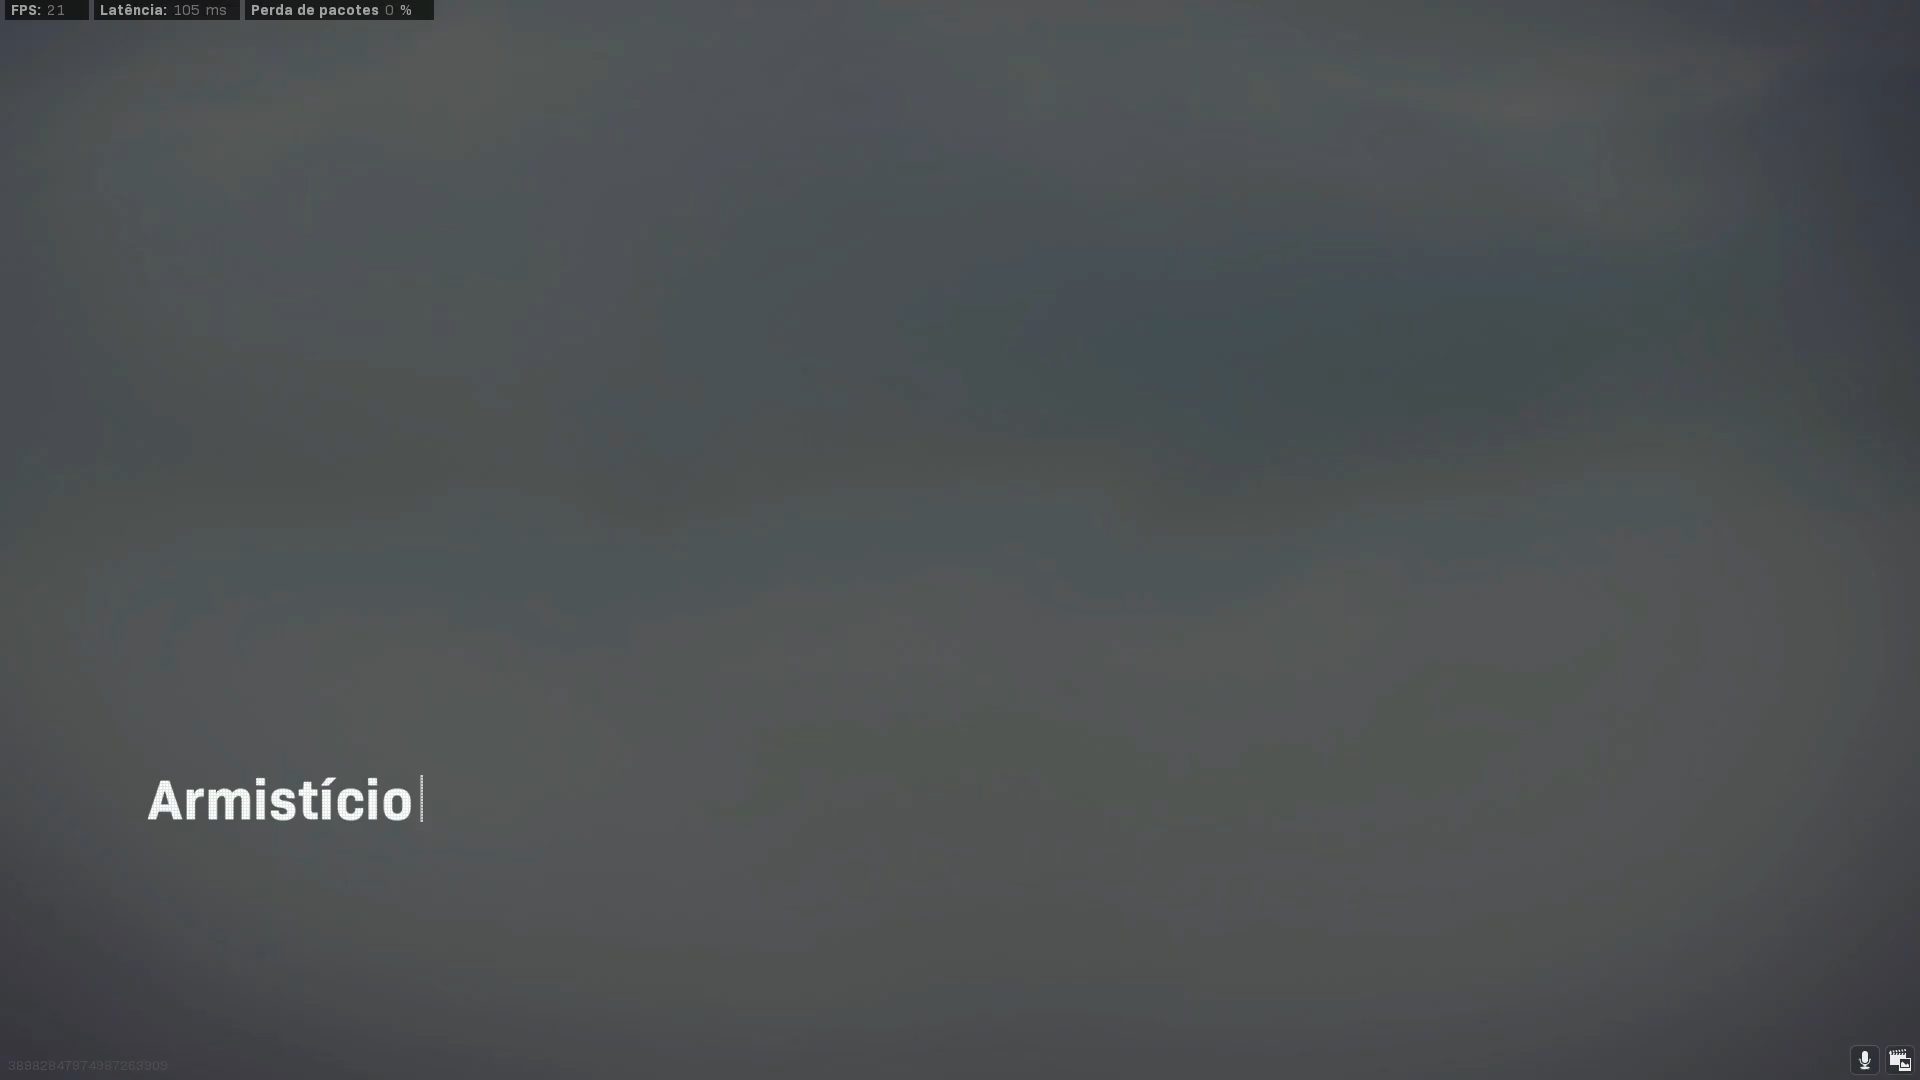 FPS: 21 Latência: 105 ms Perda de pacotes 0 %
Armistício